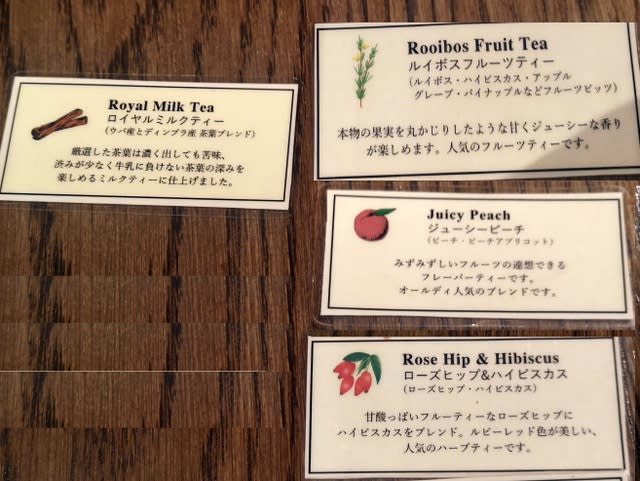 Royal Milk Tea
ロイヤルミルクティー
(ウバ産とディンブラ産 茶葉ブレンド)
厳選した茶葉は濃く出しても苦味、
渋みが少なく牛乳に負けない茶葉の深みを
楽しめるミルクティーに仕上げました。
Rooibos Fruit Tea
ルイボスフルーツティー
(ルイボス・ハイビスカス・アップル
グレープ・パイナップルなどフルーツビッツ)
本物の果実を丸かじりしたような甘くジューシーな香り
が楽しめます。人気のフルーツティーです。
Juicy Peach
ジューシーピーチ
(ピーチ・ピーチアプリコット)
みずみずしいフルーツの連想できる
フレーバーティーです。
オールディ人気のブレンドです。
Rose Hip & Hibiscus
ローズヒップ&ハイビスカス
(ローズヒップ・ハイビスカス)
甘酸っぱいフルーティーなローズヒップに
ハイビスカスをブレンド。ルビーレッド色が美しい、
人気のハーブティーです。